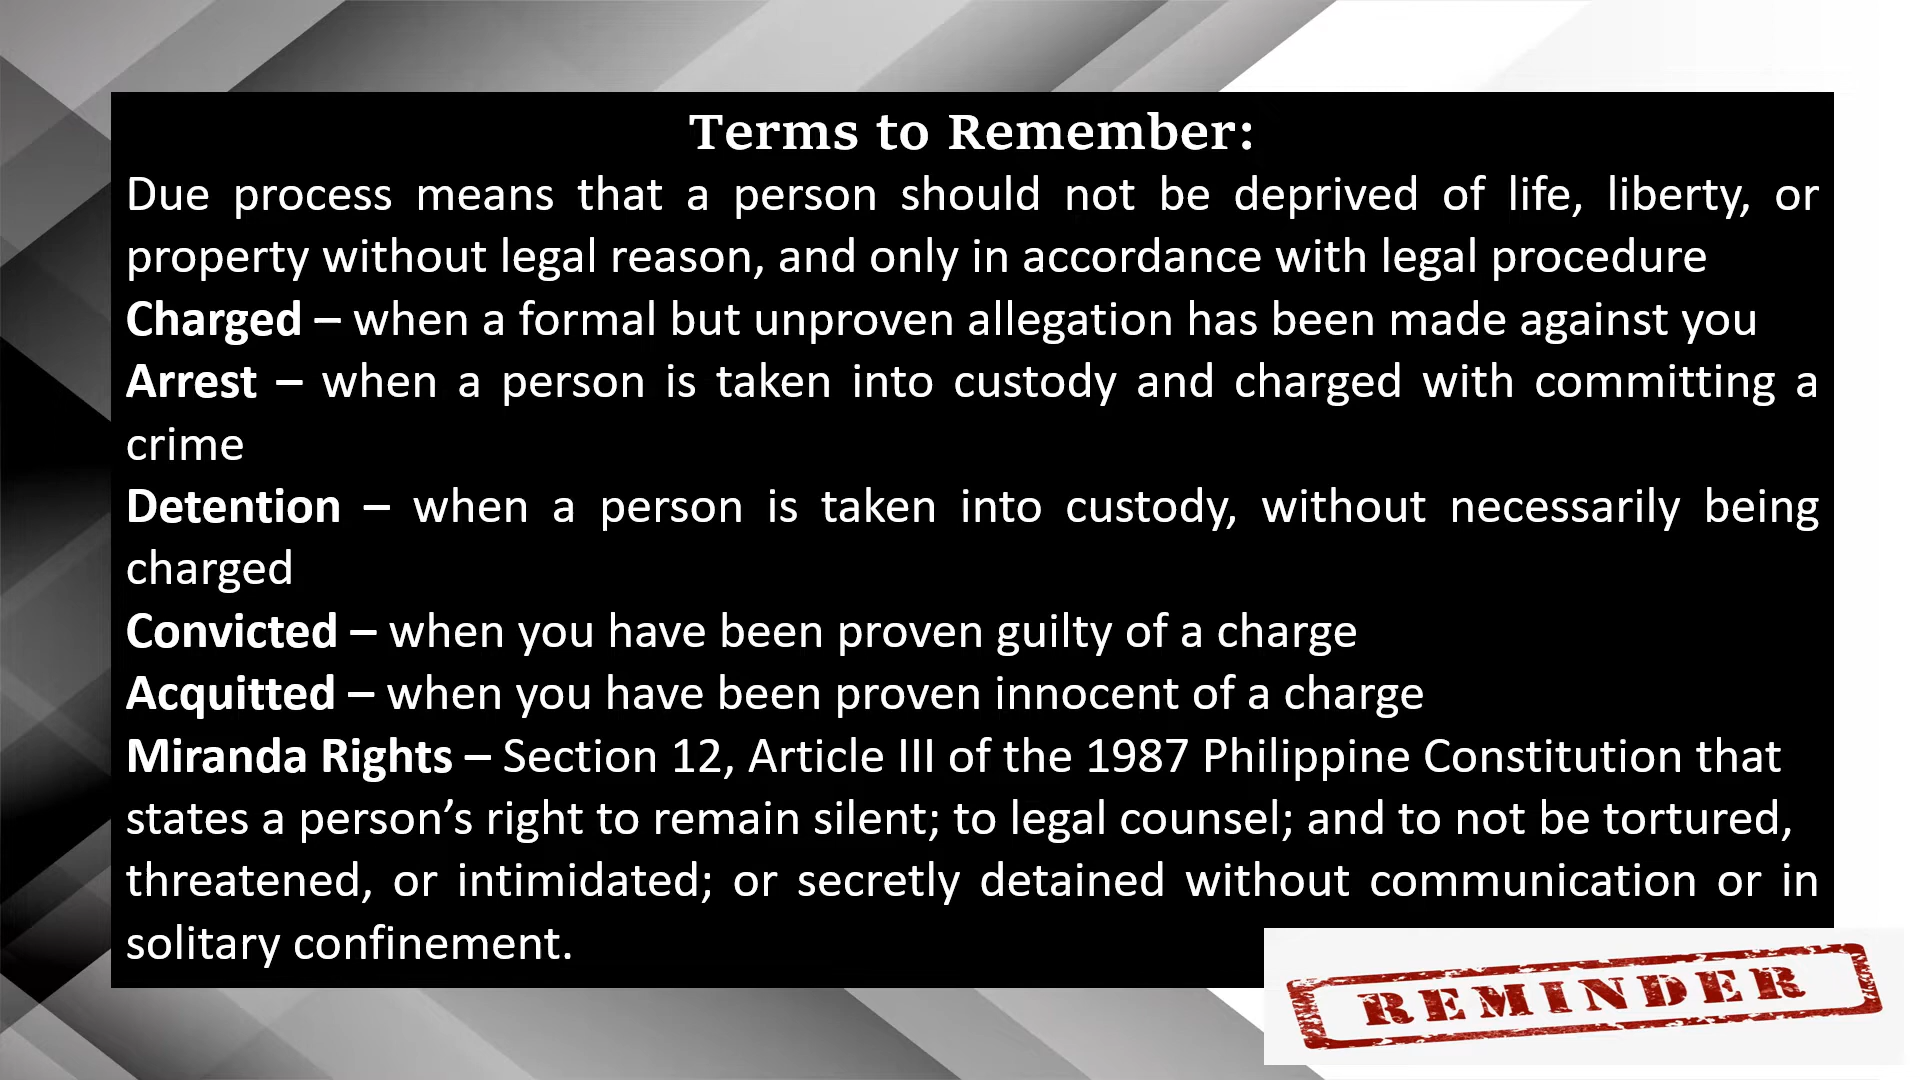 Terms to Remember:
Due process means that a person should not be deprived of life, liberty, or
property without legal reason, and only in accordance with legal procedure
Charged – when a formal but unproven allegation has been made against you
Arrest – when a person is taken into custody and charged with committing a
crime
Detention – when a person is taken into custody, without necessarily being
charged
Convicted – when you have been proven guilty of a charge
Acquitted – when you have been proven innocent of a charge
Miranda Rights – Section 12, Article III of the 1987 Philippine Constitution that
states a person’s right to remain silent; to legal counsel; and to not be tortured,
threatened, or intimidated; or secretly detained without communication or in
solitary confinement.
REMINDER